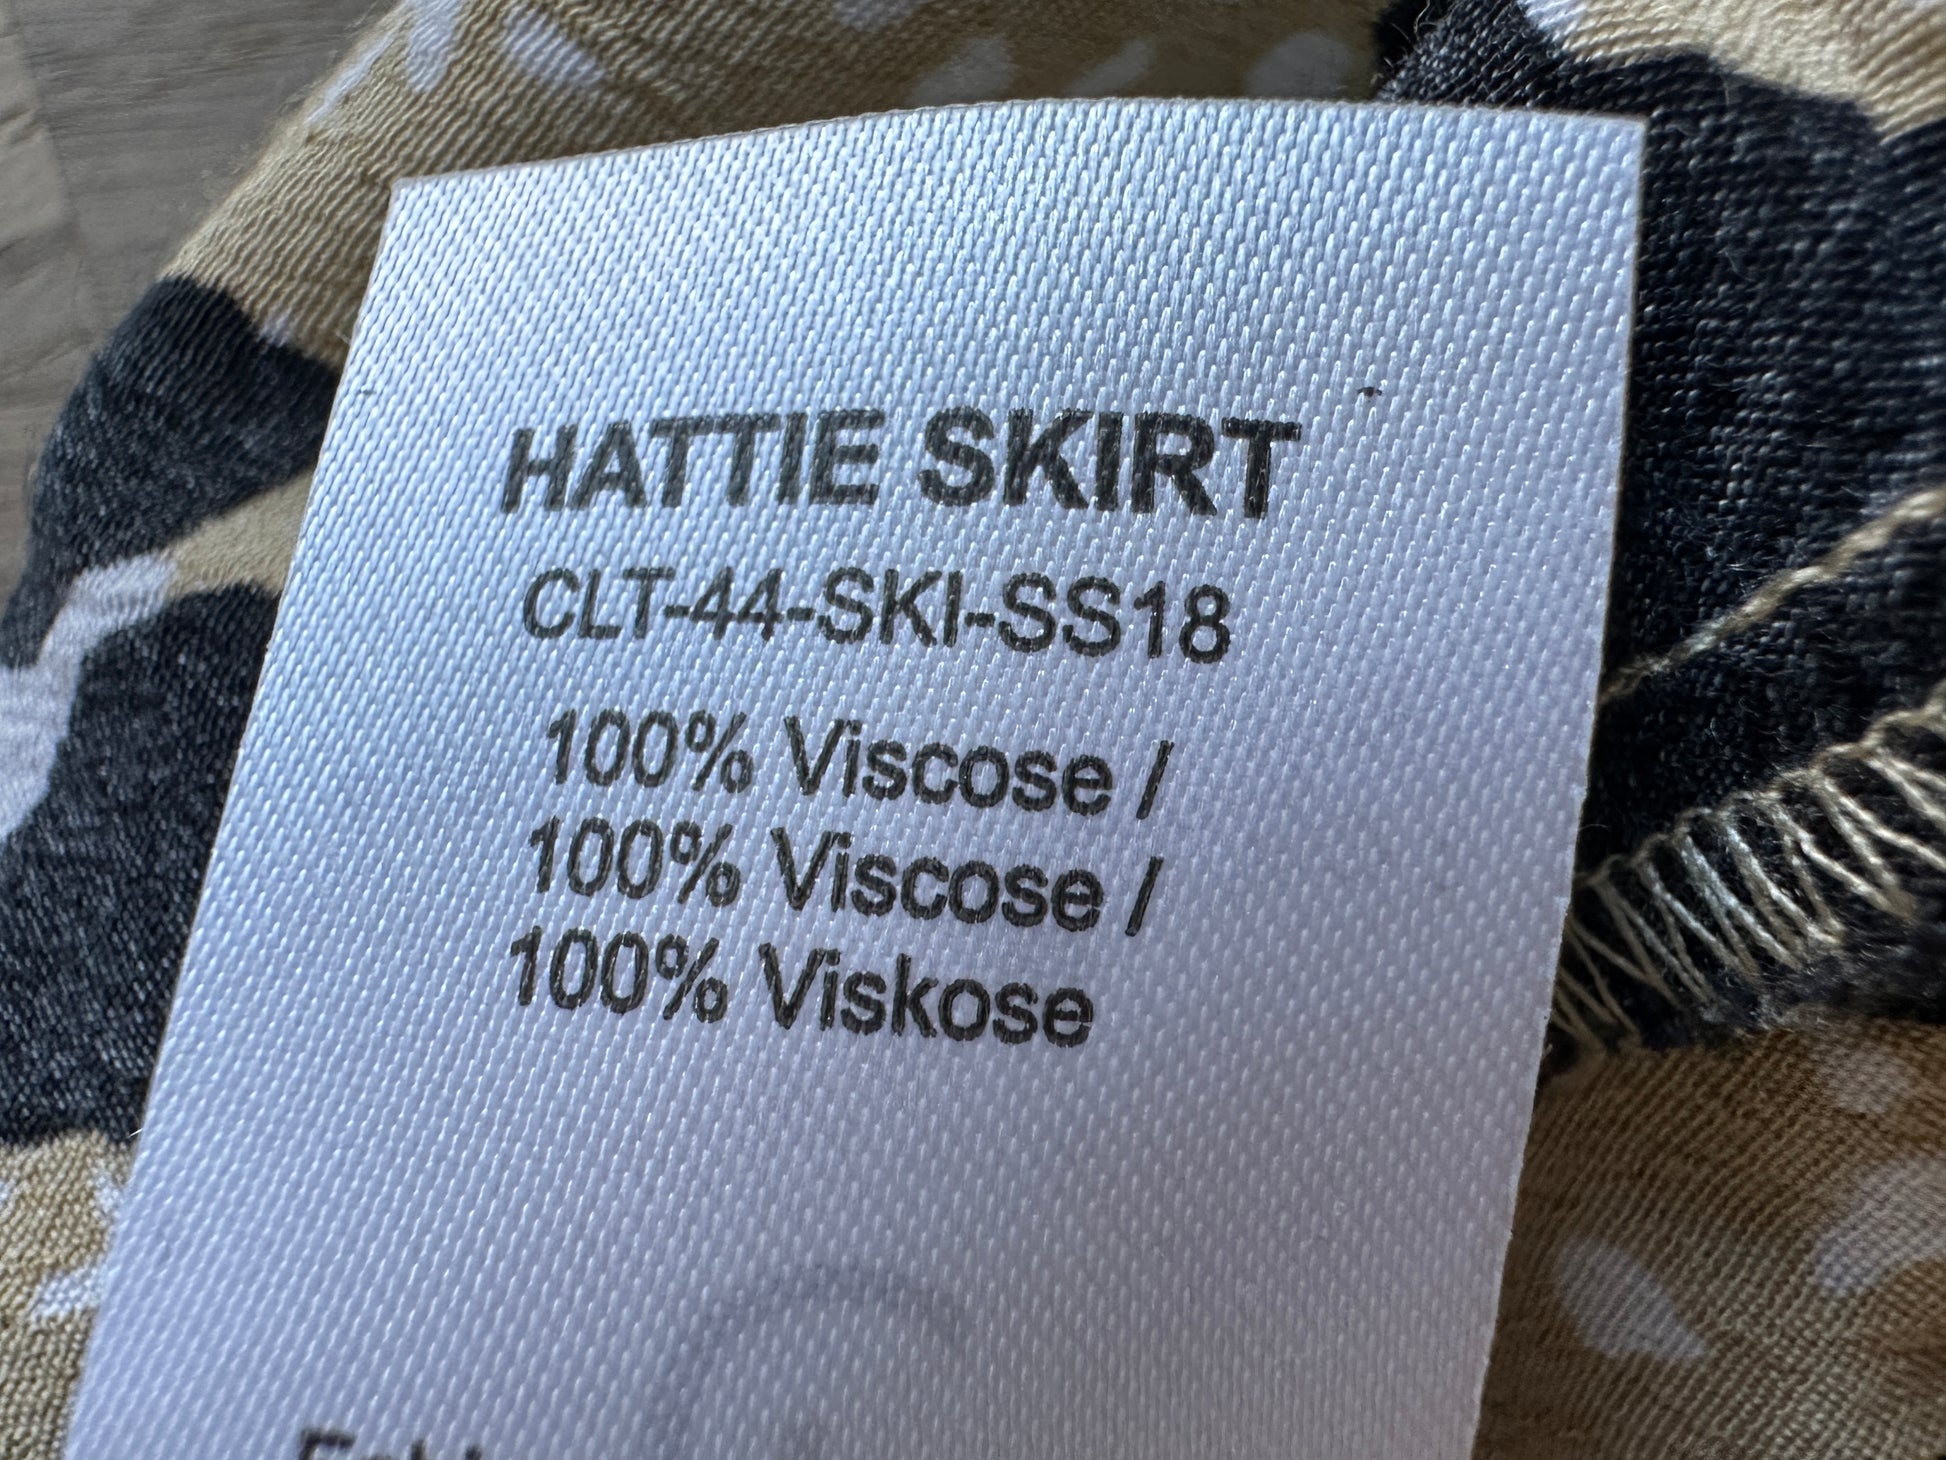 HATTIE SKIRT
CLT-44-SKI-SS18
100% Viscose /
100% Viscose /
100% Viskose